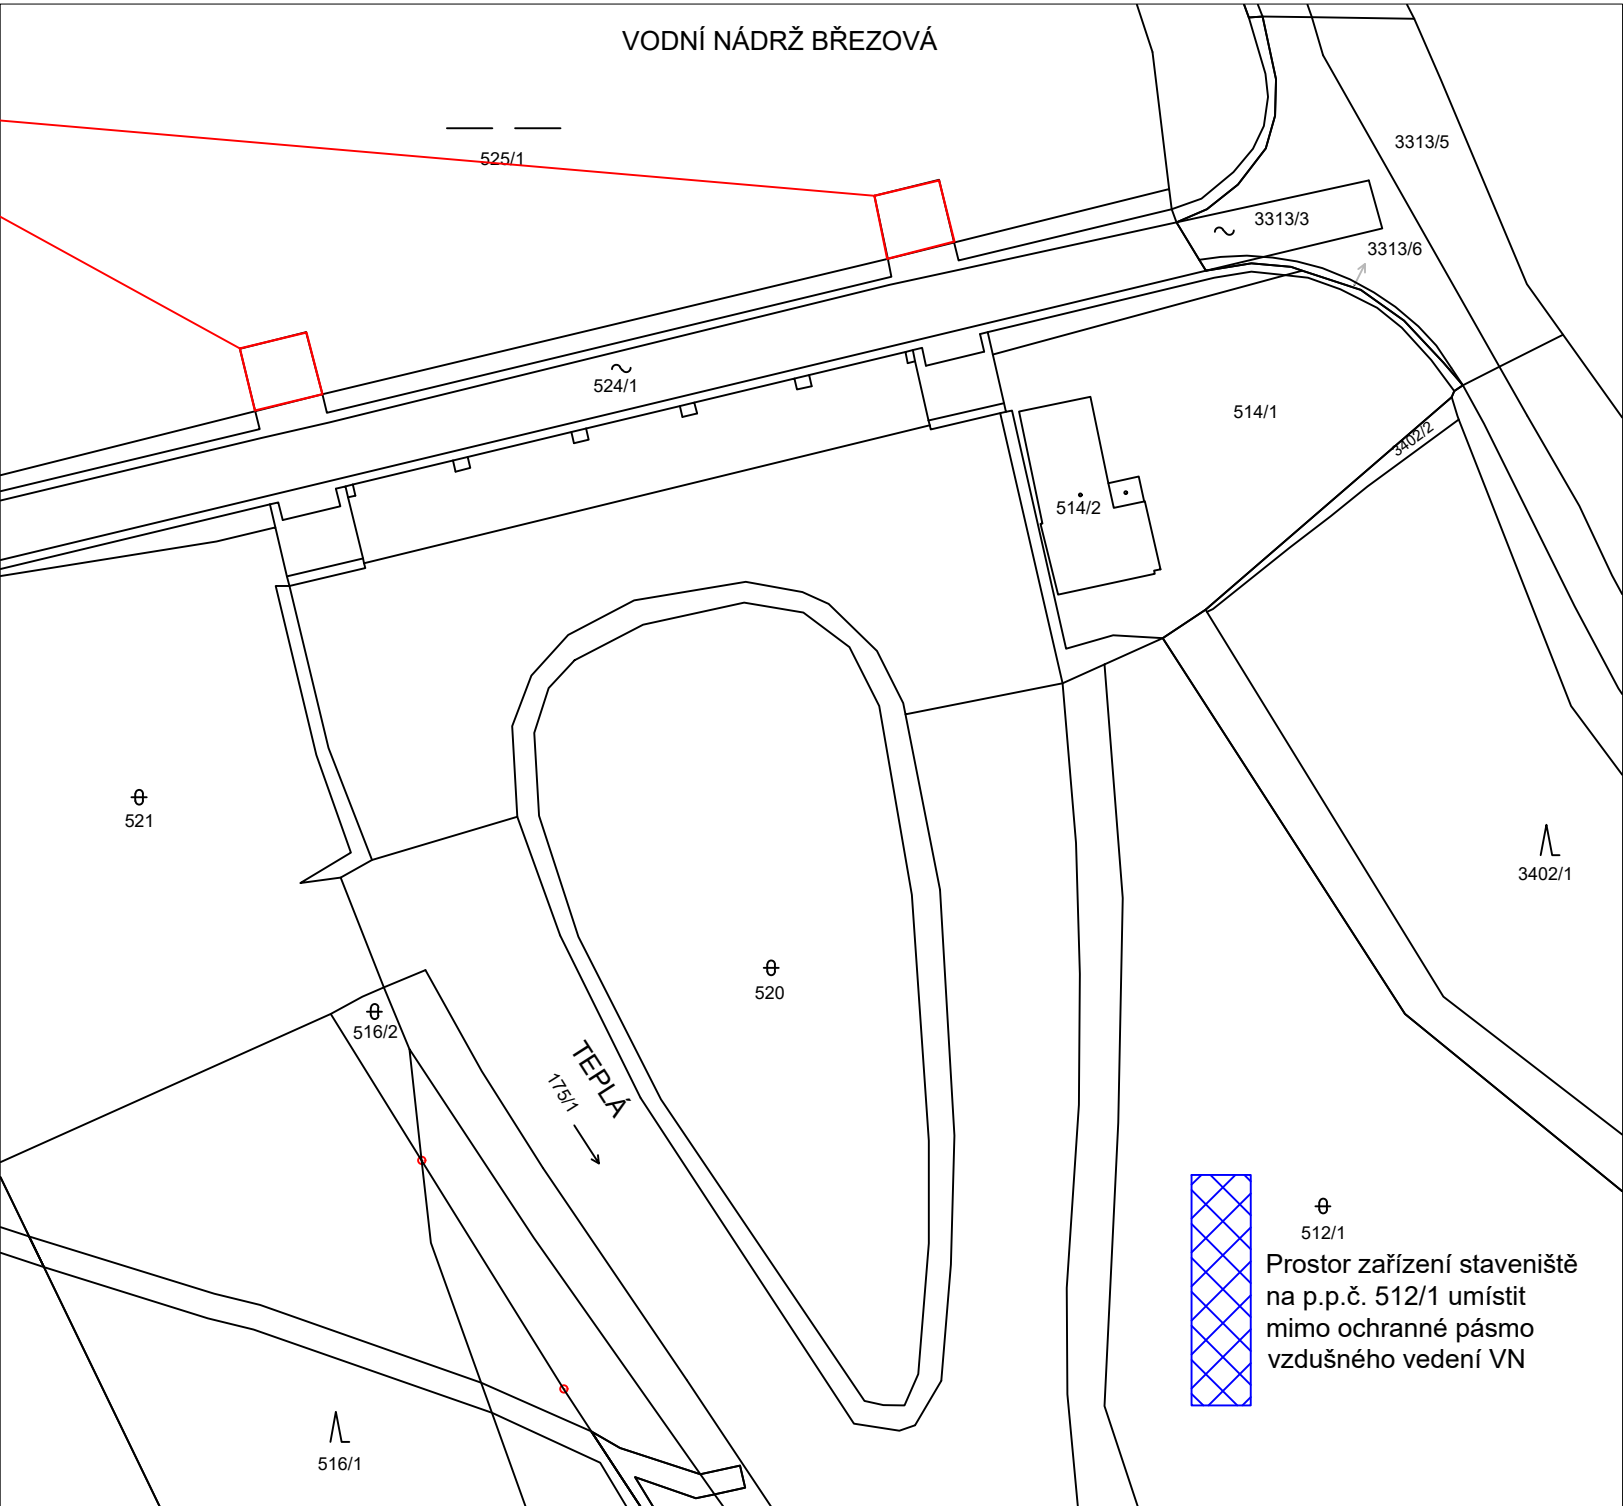 VODNÍ NÁDRŽ BŘEZOVÁ
525/1
3313/5
3313/3
3313/6
524/1
514/1
3402/2
514/2
521
3402/1
520
516/2
TEPLÁ
175/1
512/1
Prostor zařízení staveniště
na p.p.č. 512/1 umístit
mimo ochranné pásmo
vzdušného vedení VN
516/1